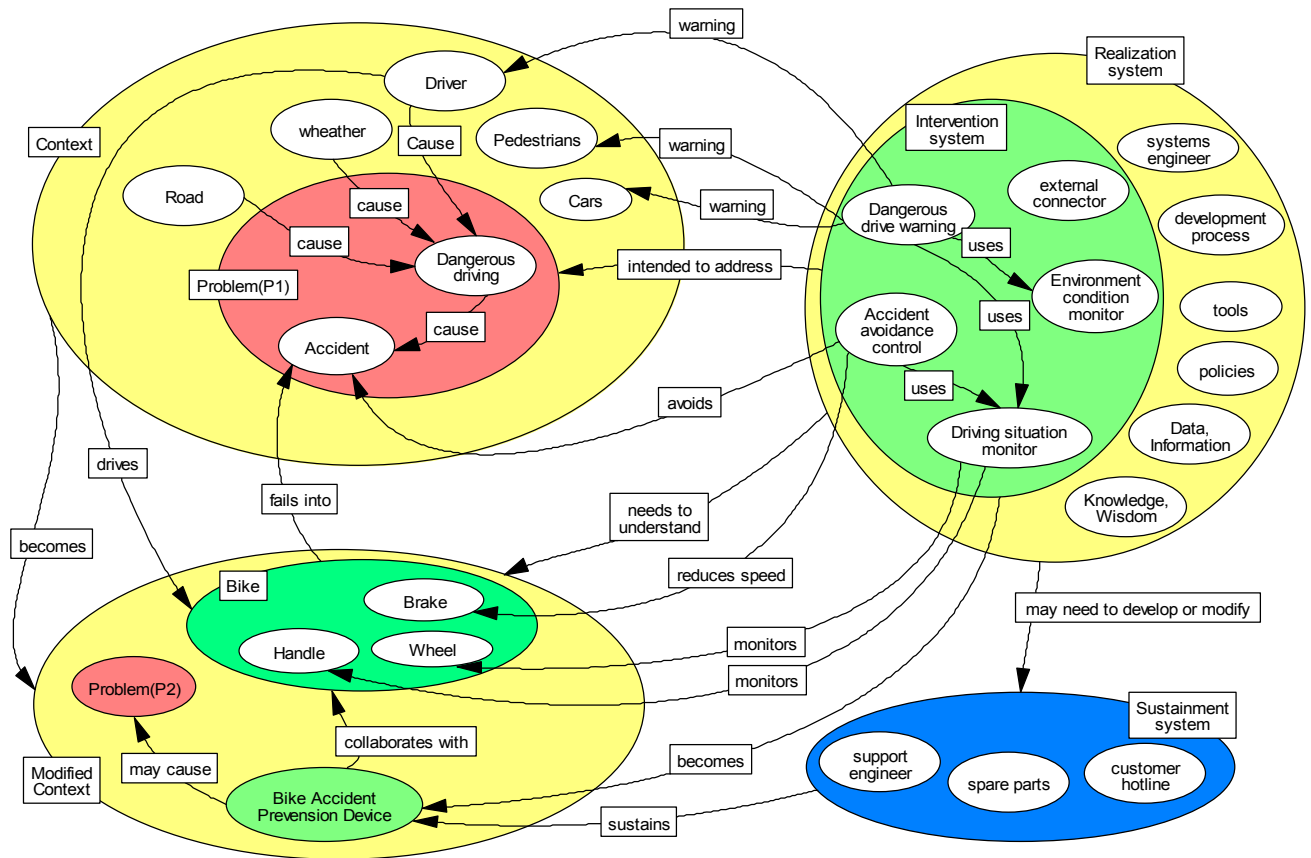 warning
Realization
system
Driver
Intervention
system
Context
wheather
Cause
Pedestrians
warning
systems
engineer
Road
cause
Cars
warning
external
connector
Dangerous
drive warning
development
process
cause
uses
Dangerous
driving
intended to address
Problem(P1)
Environment
condition
monitor
tools
cause
uses
Accident
Accident
avoidance
control
policies
uses
avoids
Driving situation
monitor
Data,
Information
drives
fails into
needs to
understand
Knowledge,
Wisdom
becomes
Bike
reduces speed
Brake
may need to develop or modify
Handle
Wheel
monitors
monitors
Problem(P2)
Sustainment
system
collaborates with
support
engineer
spare parts
customer
hotline
Modified
Context
may cause
becomes
Bike Accident
Prevension Device
sustains